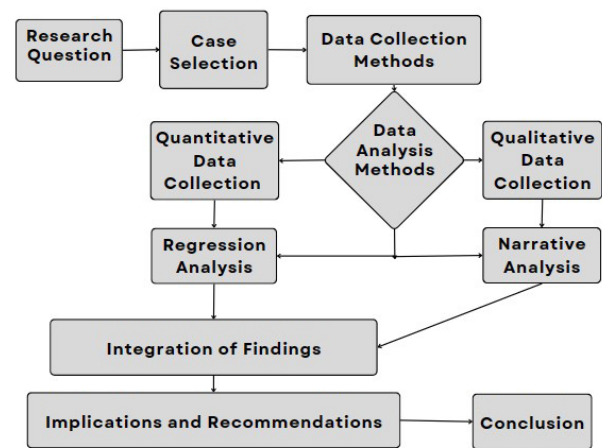 Research
Question
Case
Selection
Data Collection
Methods
Quantitative
Data
Collection
Data
Analysis
Methods
Qualitative
Data
Collection
Regression
Analysis
Narrative
Analysis
Integration of Findings
Implications and Recommendations
Conclusion